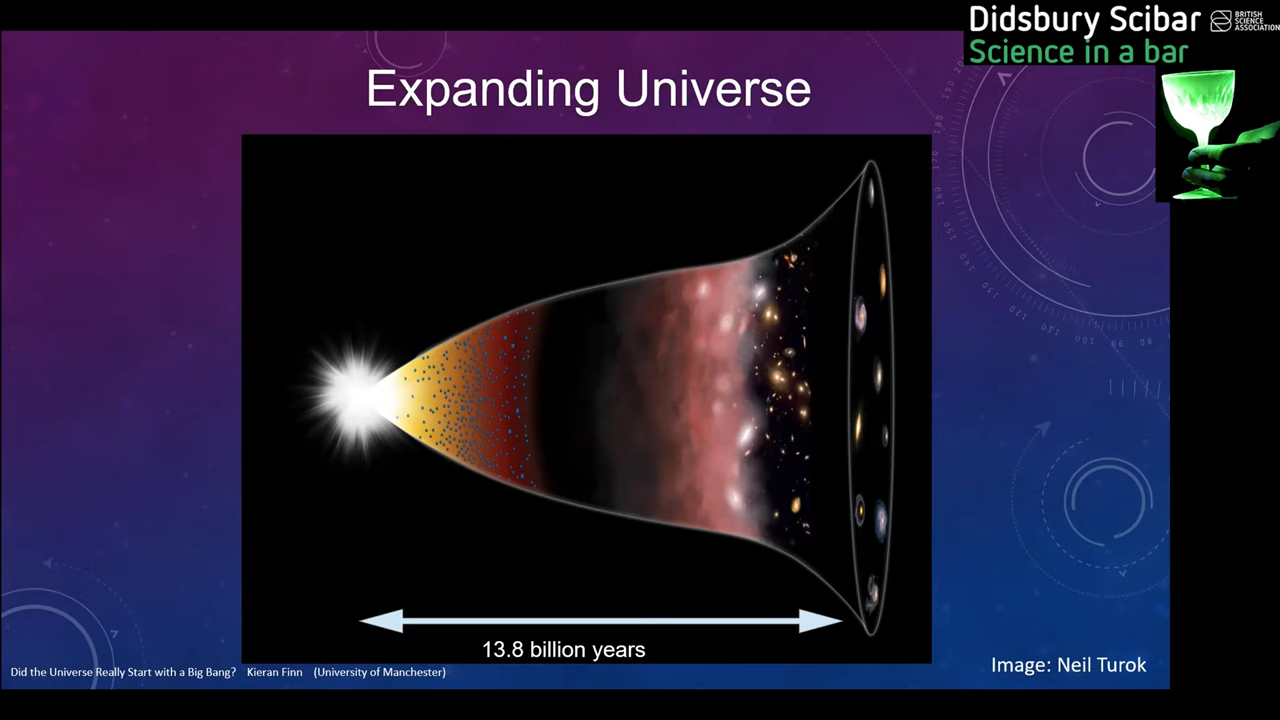 Didsbury Scibar
BRITISH
SCIENCE
ASSOCIATION
Science in a bar
Expanding Universe
13.8 billion years
Image: Neil Turok
Did the Universe Really Start with a Big Bang? Kieran Finn (University of Manchester)